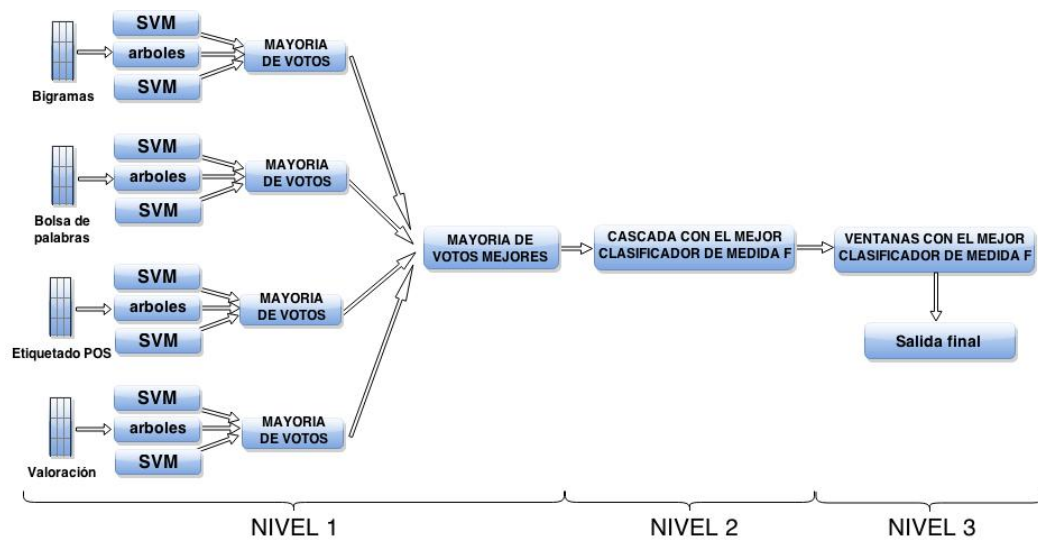 SVM
arboles
SVM
Bigramas
MAYORIA
DE VOTOS
SVM
arboles
SVM
Bolsa de
palabras
MAYORIA
DE VOTOS
SVM
arboles
SVM
Etiquetado POS
MAYORIA
DE VOTOS
SVM
arboles
SVM
Valoración
MAYORIA
DE VOTOS
MAYORIA DE
VOTOS MEJORES
CASCADA CON EL MEJOR
CLASIFICADOR DE MEDIDA F
VENTANAS CON EL MEJOR
CLASIFICADOR DE MEDIDA F
Salida final
NIVEL 1
NIVEL 2
NIVEL 3